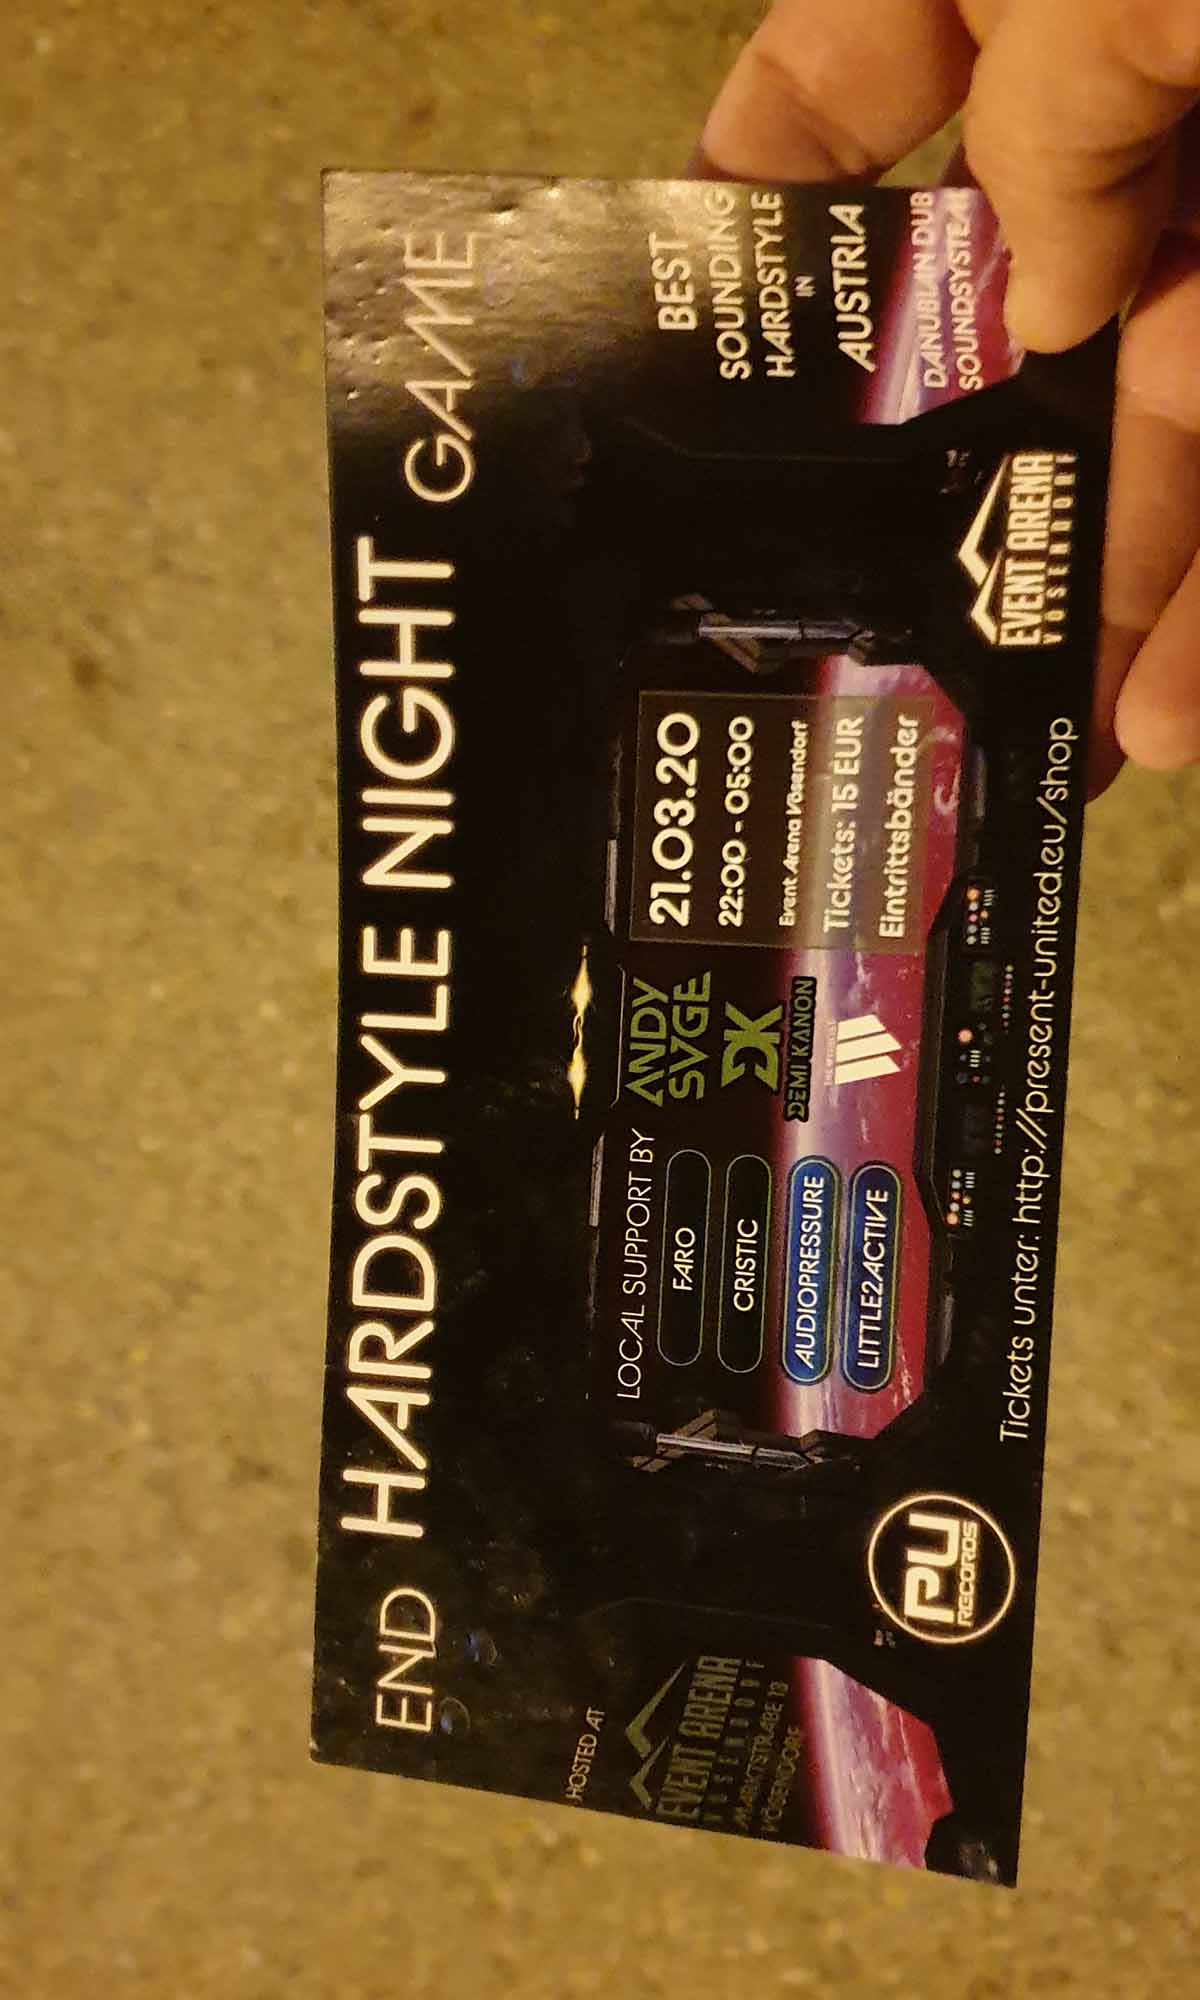 END HARDSTYLE NIGHT GAME
HOSTED AT
EVENT ARENA
VÖSENDORF
MARKTSTRAßE 13
VÖSENDORF
LOCAL SUPPORT BY
FARO
CRISTIC
AUDIOPRESSURE
LITTLE2ACTIVE
ANDY
SVGE
DK
DEMI KANON
21.03.20
22:00 - 05:00
Event Arena Vösendorf
Tickets: 15 EUR
Eintrittsbänder
BEST
SOUNDING
HARDSTYLE
IN
AUSTRIA
DANUBIAN DUB
SOUNDSYSTEM
PU
RECORDS
Tickets unter: http://present-united.eu/shop
EVENT ARENA
VÖSENDORF